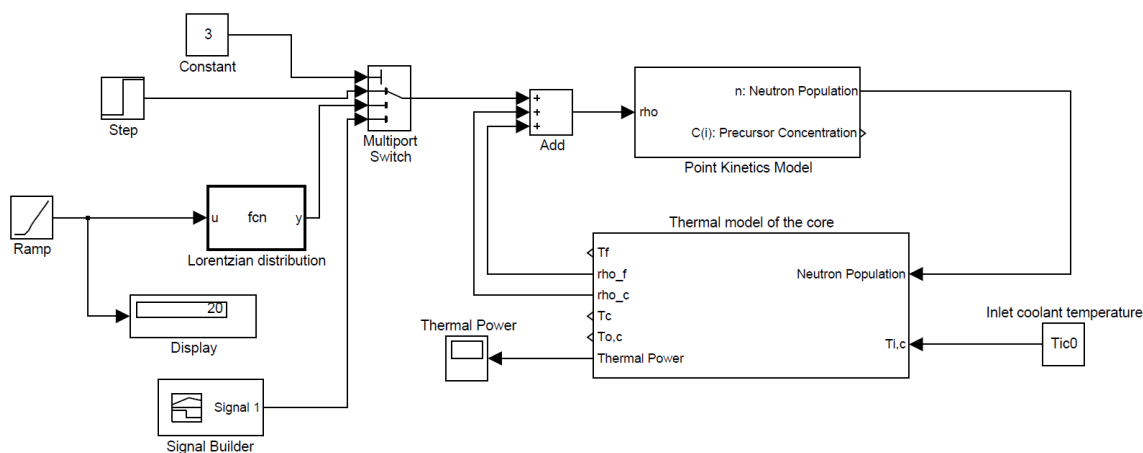 3
Constant
Step
Multiport
Switch
+
+
+
Add
rho
n: Neutron Population
C(i): Precursor Concentration
Point Kinetics Model
Ramp
u
fcn
y
Lorentzian distribution
20
Display
Signal 1
Signal Builder
Thermal model of the core
Tf
rho_f
rho_c
Tc
To,c
Thermal Power
Neutron Population
Ti,c
Thermal Power
Inlet coolant temperature
Tic0